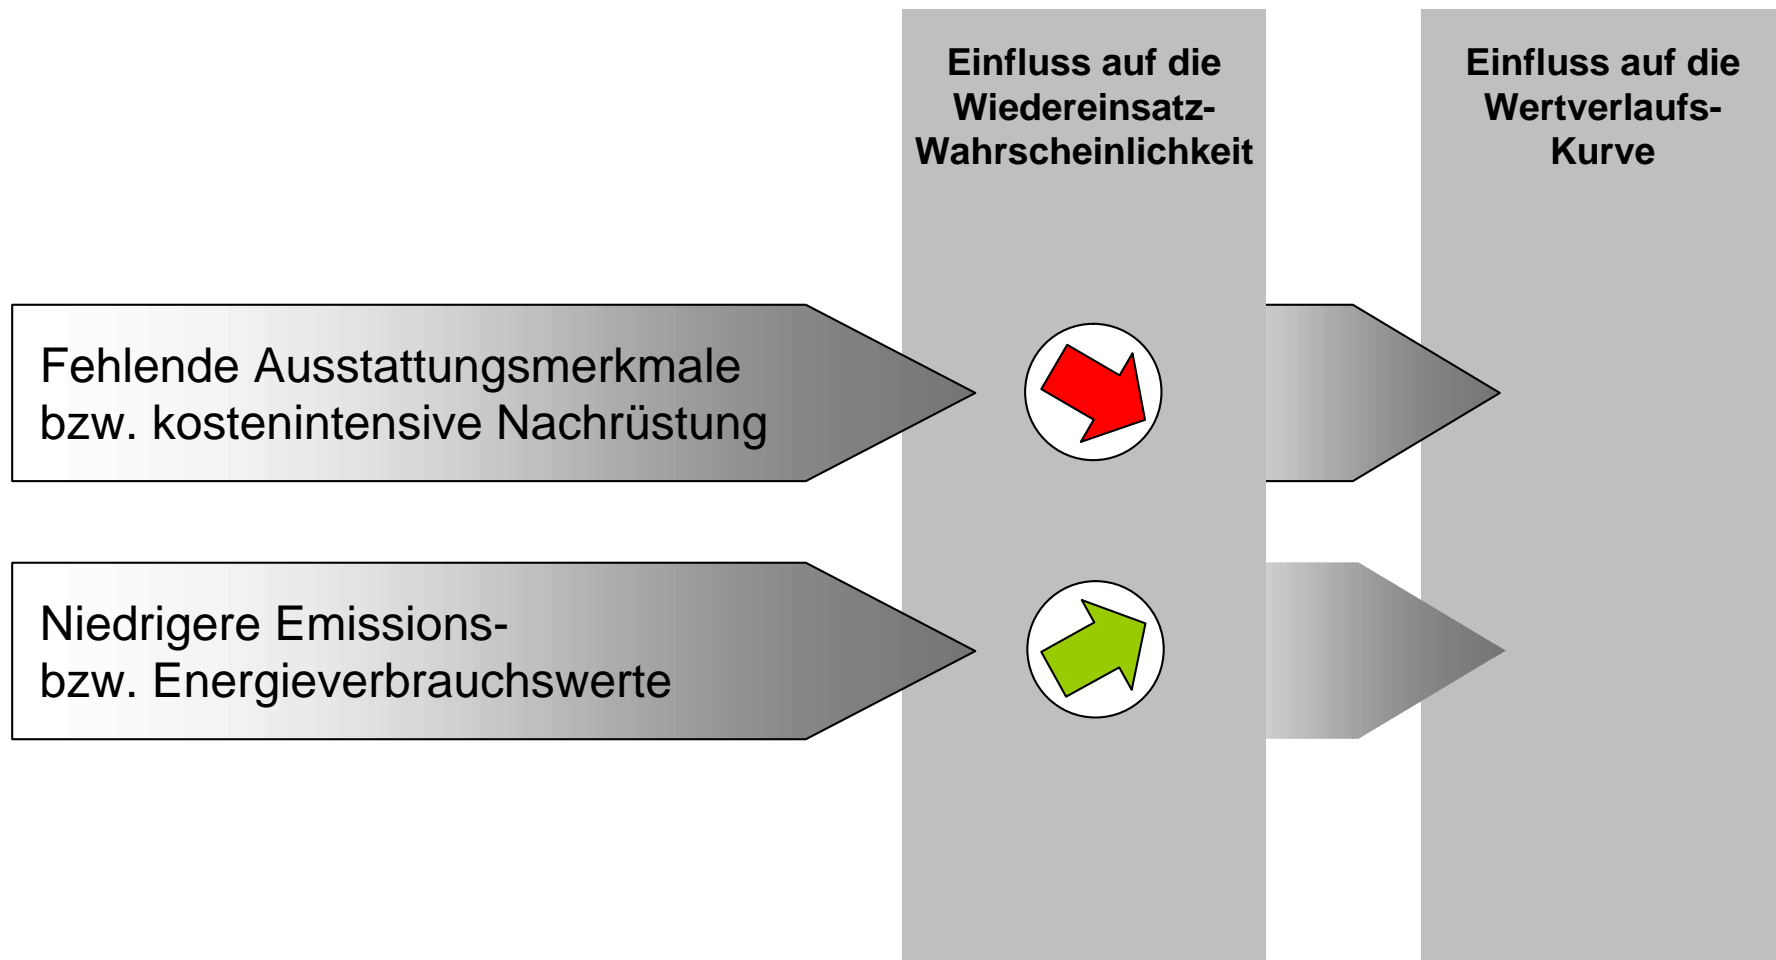 Einfluss auf die
Wiedereinsatz-
Wahrscheinlichkeit
Einfluss auf die
Wertverlaufs-
Kurve
Fehlende Ausstattungsmerkmale
bzw. kostenintensive Nachrüstung
Niedrigere Emissions-
bzw. Energieverbrauchswerte